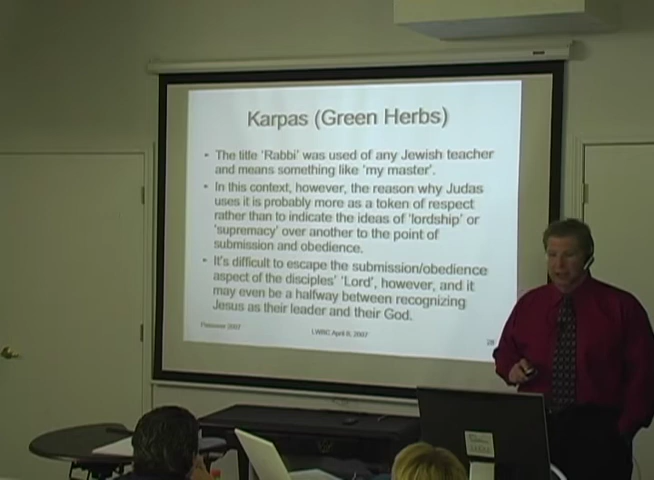 Karpas (Green Herbs)
- The title 'Rabbi' was used of any Jewish teacher
and means something like 'my master'.
- In this context, however, the reason why Judas
uses it is probably more as a token of respect
rather than to indicate the ideas of 'lordship' or
'supremacy' over another to the point of
submission and obedience.
- It's difficult to escape the submission/obedience
aspect of the disciples' 'Lord', however, and it
may even be a halfway between recognizing
Jesus as their leader and their God.
Passover 2007
LWBC April 8, 2007